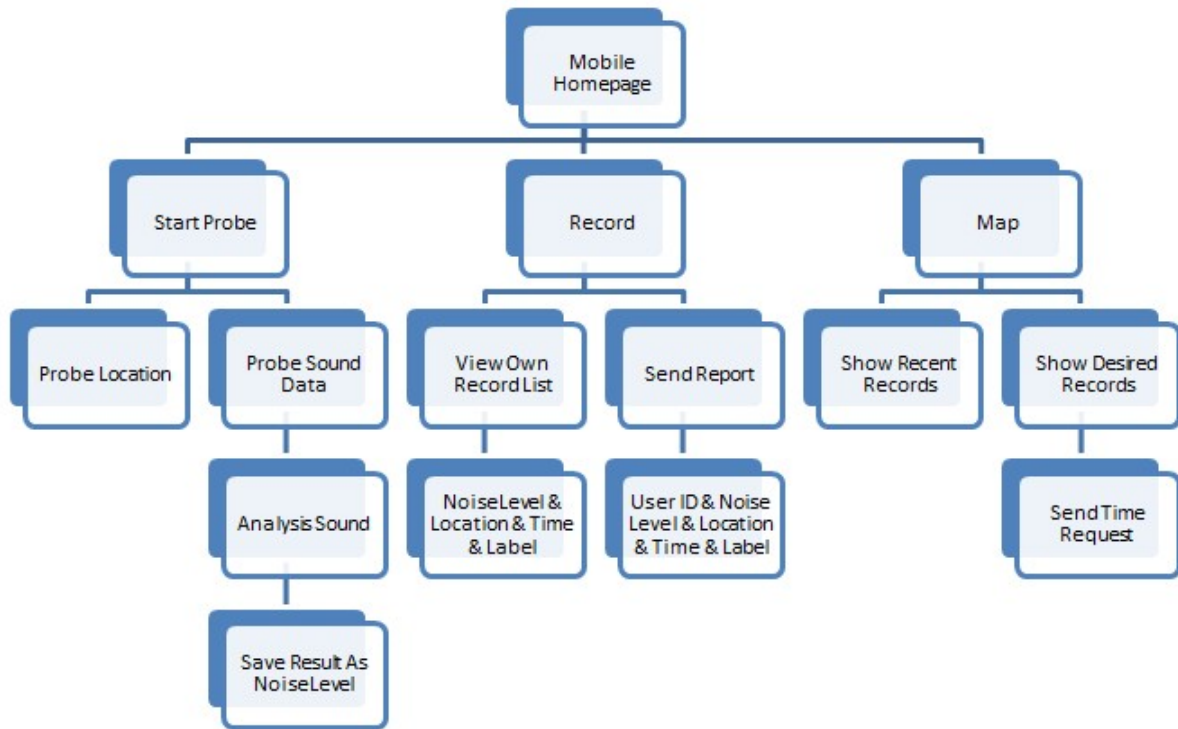 Mobile
Homepage
Start Probe
Record
Map
Probe Location
Probe Sound
Data
View Own
Record List
Send Report
Show Recent
Records
Show Desired
Records
Analysis Sound
NoiseLevel &
Location & Time
& Label
User ID & Noise
Level & Location
& Time & Label
Send Time
Request
Save Result As
NoiseLevel